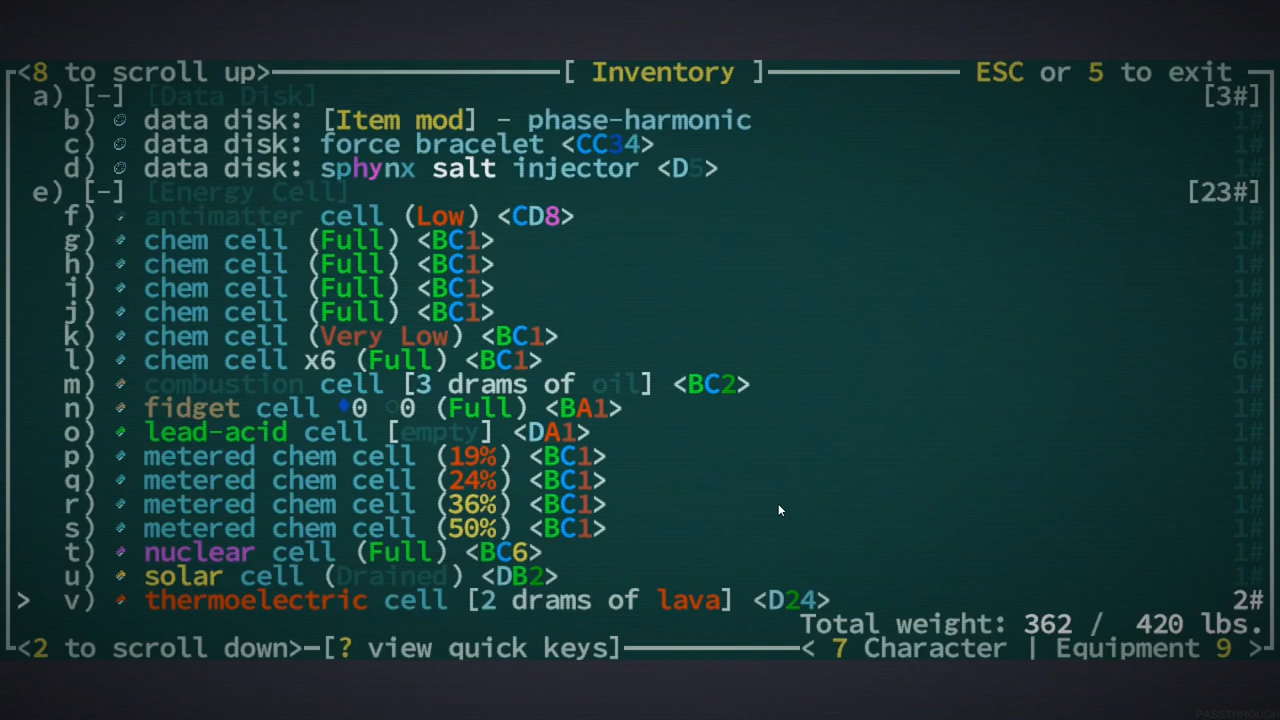 <8 to scroll up> [ Inventory ] ESC or 5 to exit
a) [-] [Data Disk] [3#]
b) data disk: [Item mod] - phase-harmonic 1#
c) data disk: force bracelet <CC34> 1#
d) data disk: sphynx salt injector <D5> 1#
e) [-] [Energy Cell] [23#]
f) antimatter cell (Low) <CD8> 1#
g) chem cell (Full) <BC1> 1#
h) chem cell (Full) <BC1> 1#
i) chem cell (Full) <BC1> 1#
j) chem cell (Full) <BC1> 1#
k) chem cell (Very Low) <BC1> 1#
l) chem cell x6 (Full) <BC1> 6#
m) combustion cell [3 drams of oil] <BC2> 1#
n) fidget cell ♦0 ○0 (Full) <BA1> 1#
o) lead-acid cell [empty] <DA1> 1#
p) metered chem cell (19%) <BC1> 1#
q) metered chem cell (24%) <BC1> 1#
r) metered chem cell (36%) <BC1> 1#
s) metered chem cell (50%) <BC1> 1#
t) nuclear cell (Full) <BC6> 1#
u) solar cell (Drained) <DB2> 1#
> v) thermoelectric cell [2 drams of lava] <D24> 2#
Total weight: 362 / 420 lbs.
<2 to scroll down> [? view quick keys] < 7 Character | Equipment 9 >